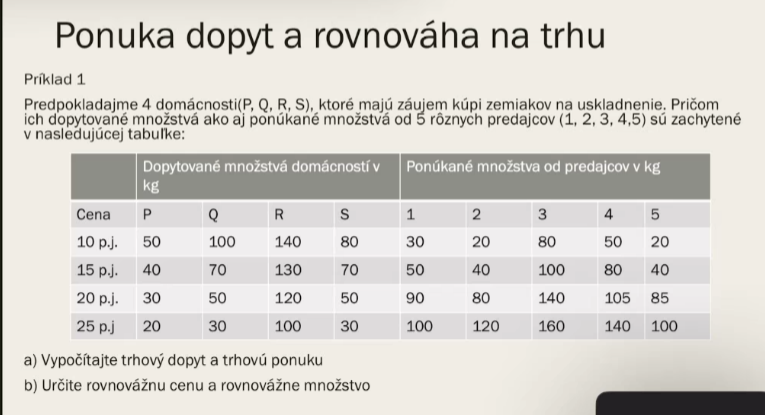 Ponuka dopyt a rovnováha na trhu
Príklad 1
Predpokladajme 4 domácnosti(P, Q, R, S), ktoré majú záujem kúpi zemiakov na uskladnenie. Pričom
ich dopytované množstvá ako aj ponúkané množstvá od 5 rôznych predajcov (1, 2, 3, 4,5) sú zachytené
v nasledujúcej tabuľke:
Dopytované množstvá domácností v kg Ponúkané množstva od predajcov v kg
Cena P Q R S 1 2 3 4 5
10 p.j. 50 100 140 80 30 20 80 50 20
15 p.j. 40 70 130 70 50 40 100 80 40
20 p.j. 30 50 120 50 90 80 140 105 85
25 p.j 20 30 100 30 100 120 160 140 100
a) Vypočítajte trhový dopyt a trhovú ponuku
b) Určite rovnovážnu cenu a rovnovážne množstvo